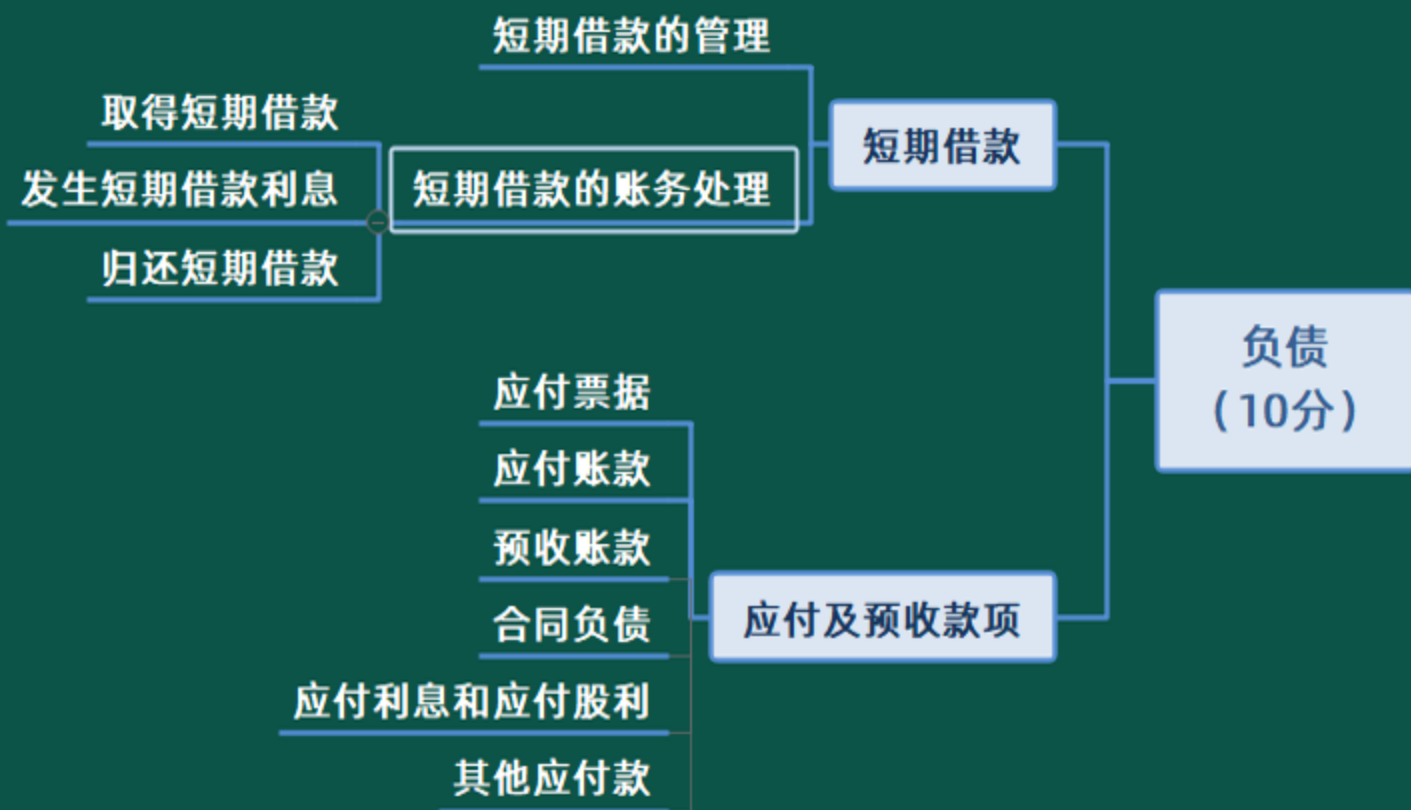 短期借款的管理
取得短期借款
短期借款
发生短期借款利息
短期借款的账务处理
归还短期借款
负债
（10分）
应付票据
应付账款
预收账款
合同负债
应付及预收款项
应付利息和应付股利
其他应付款